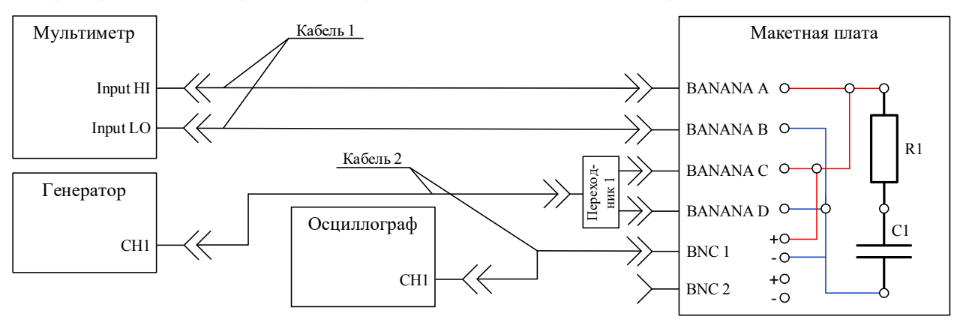 Мультиметр
Input HI
Input LO
Кабель 1
Генератор
CH1
Кабель 2
Осциллограф
CH1
Переход-
ник 1
Макетная плата
BANANA A
BANANA B
BANANA C
BANANA D
BNC 1
+
-
BNC 2
+
-
R1
C1